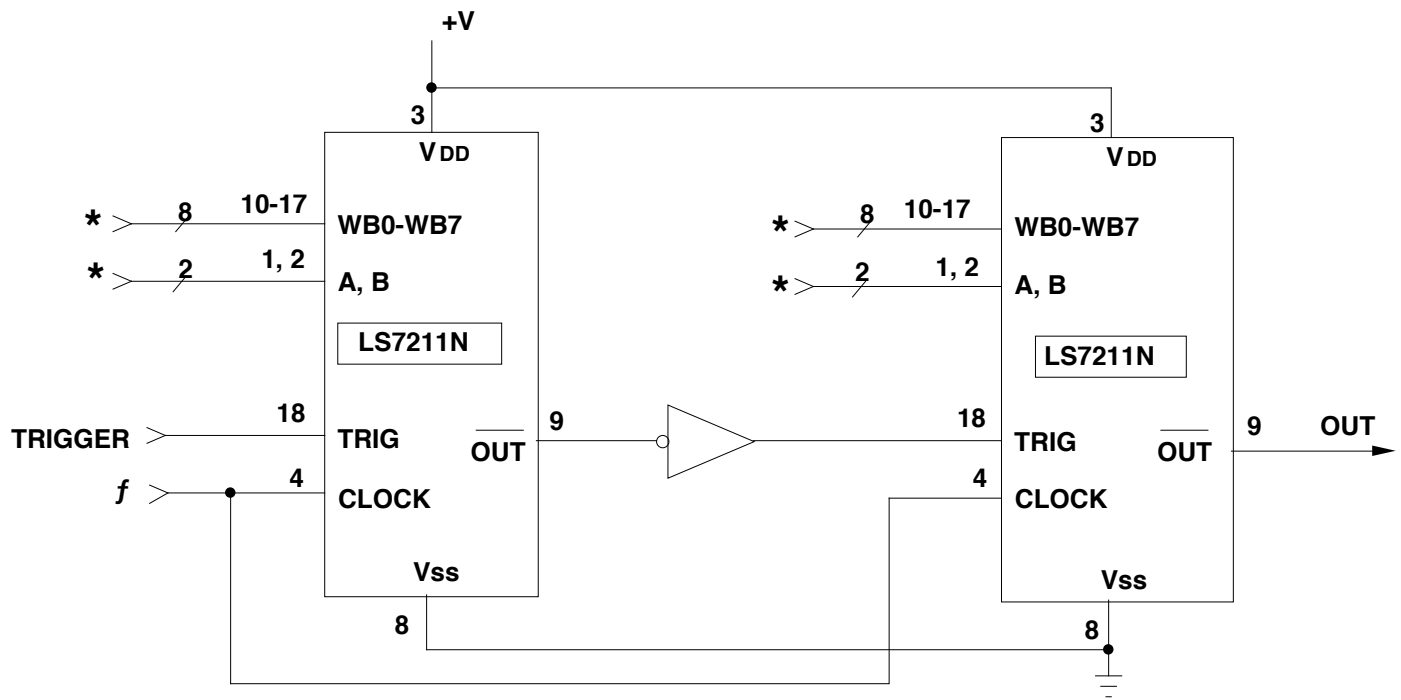 +V
3
VDD
* 8 10-17
WB0-WB7
* 2 1, 2
A, B
LS7211N
TRIGGER 18
TRIG
OUT
9
ƒ 4
CLOCK
Vss
8
3
VDD
* 8 10-17
WB0-WB7
* 2 1, 2
A, B
LS7211N
18
TRIG
OUT
9 OUT
4
CLOCK
Vss
8